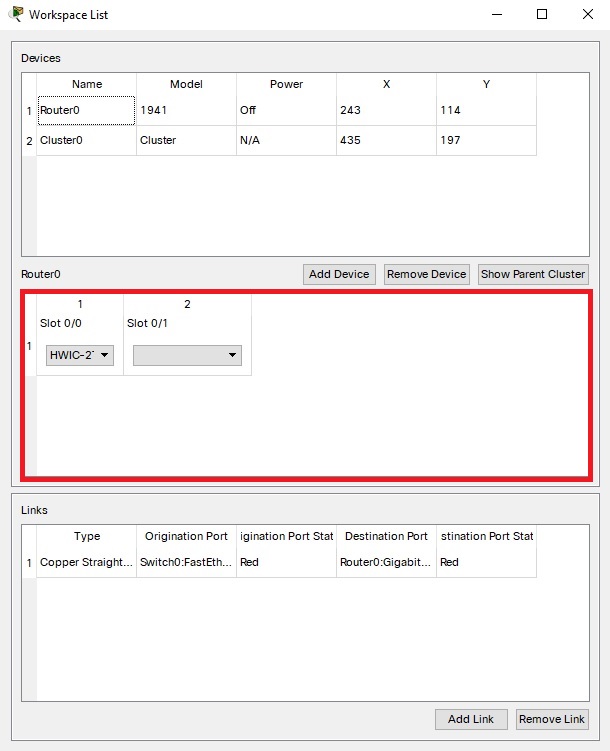 Workspace List
Devices
Name Model Power X Y
1 Router0 1941 Off 243 114
2 Cluster0 Cluster N/A 435 197
Router0 Add Device Remove Device Show Parent Cluster
1 2
Slot 0/0 Slot 0/1
1
HWIC-2
Links
Type Origination Port igination Port Stat Destination Port stination Port Stat
1 Copper Straight... Switch0:FastEth... Red Router0:Gigabit... Red
Add Link Remove Link